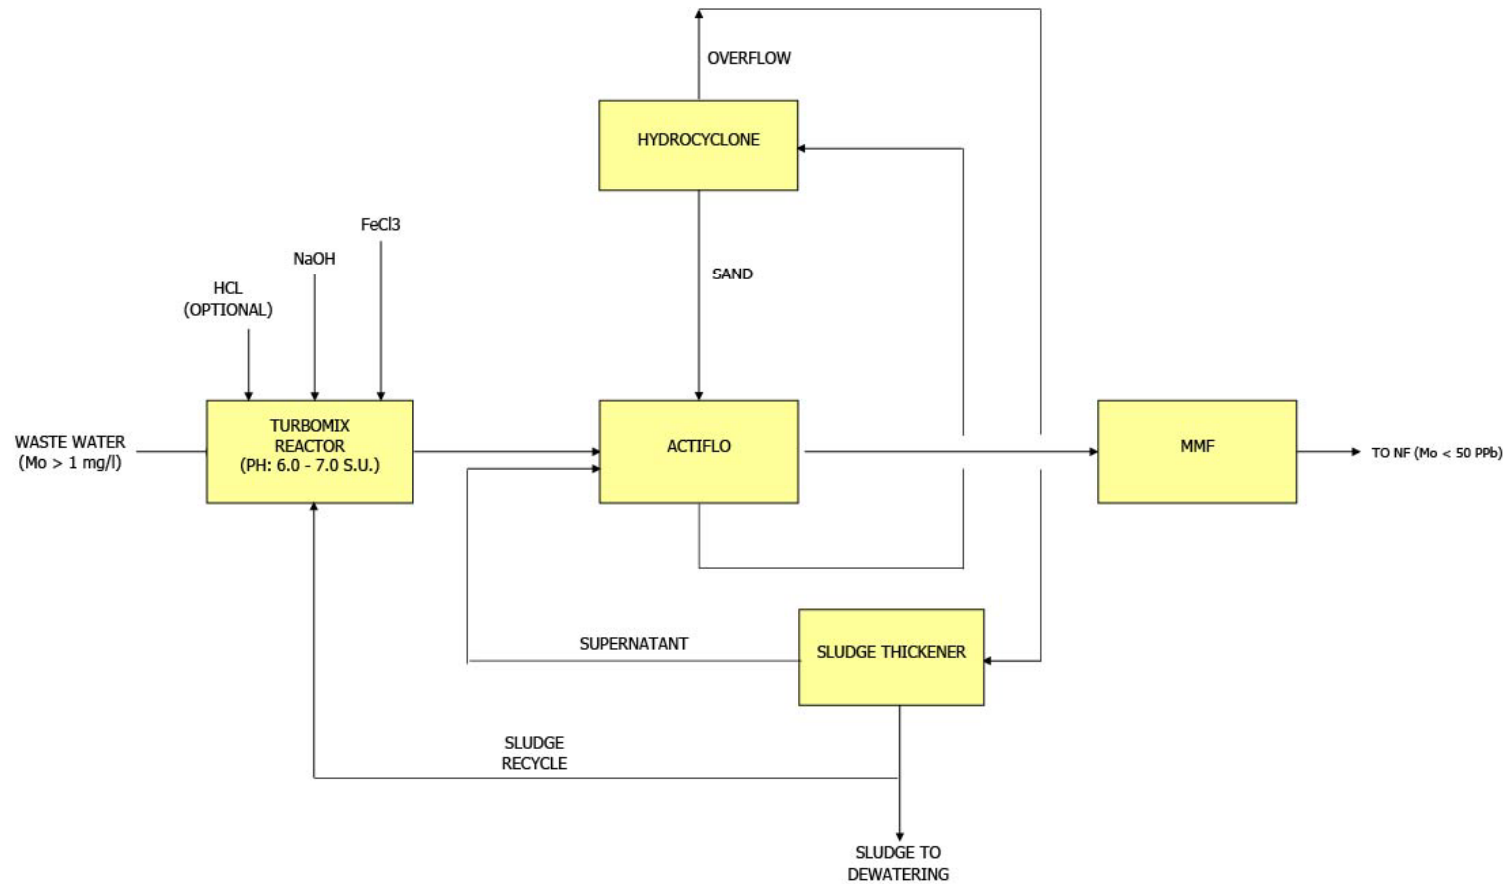 OVERFLOW
HYDROCYCLONE
FeCl3
NaOH
SAND
HCL
(OPTIONAL)
WASTE WATER
(Mo > 1 mg/l)
TURBOMIX
REACTOR
(PH: 6.0 - 7.0 S.U.)
ACTIFLO
MMF
TO NF (Mo < 50 PPb)
SUPERNATANT
SLUDGE THICKENER
SLUDGE
RECYCLE
SLUDGE TO
DEWATERING